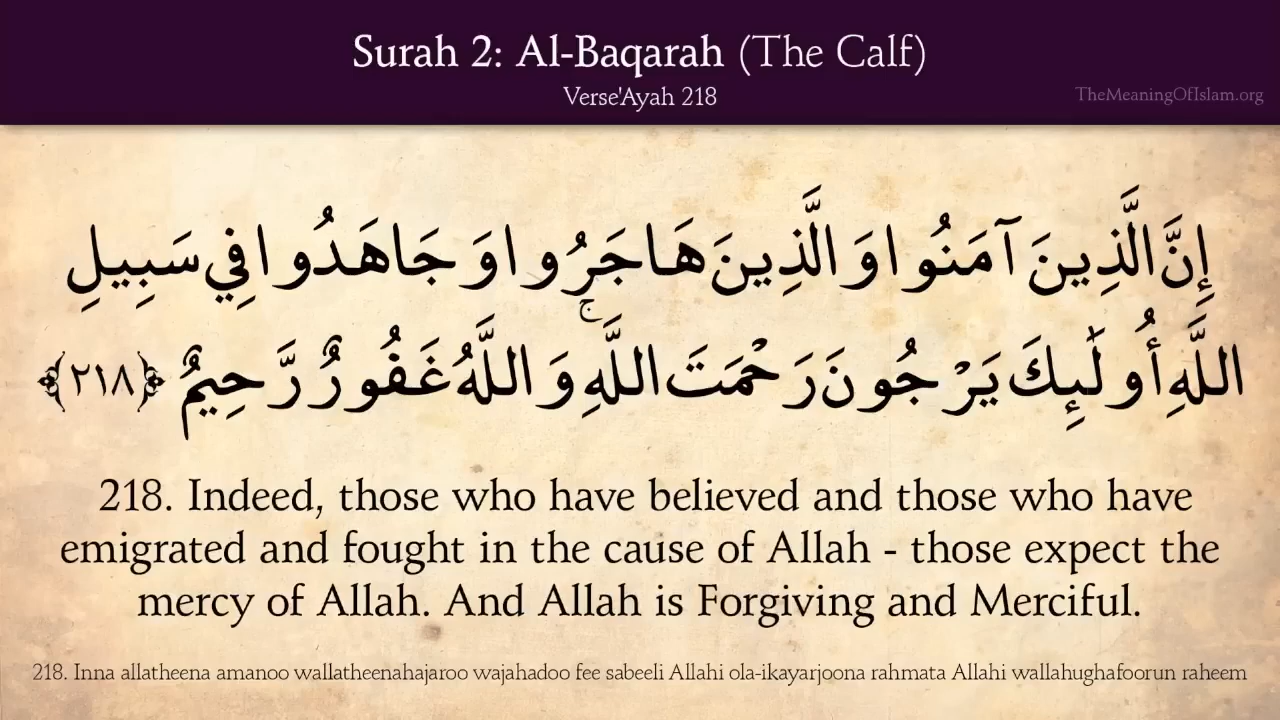 Surah 2: Al-Baqarah (The Calf)
Verse'Ayah 218
TheMeaningOfIslam.org
إِنَّ الَّذِينَ آمَنُوا وَالَّذِينَ هَاجَرُوا وَجَاهَدُوا فِي سَبِيلِ
اللَّهِ أُولَٰئِكَ يَرْجُونَ رَحْمَتَ اللَّهِ ۚ وَاللَّهُ غَفُورٌ رَّحِيمٌ ﴿٢١٨﴾
218. Indeed, those who have believed and those who have
emigrated and fought in the cause of Allah - those expect the
mercy of Allah. And Allah is Forgiving and Merciful.
218. Inna allatheena amanoo wallatheenahajaroo wajahadoo fee sabeeli Allahi ola-ikayarjoona rahmata Allahi wallahughafoorun raheem